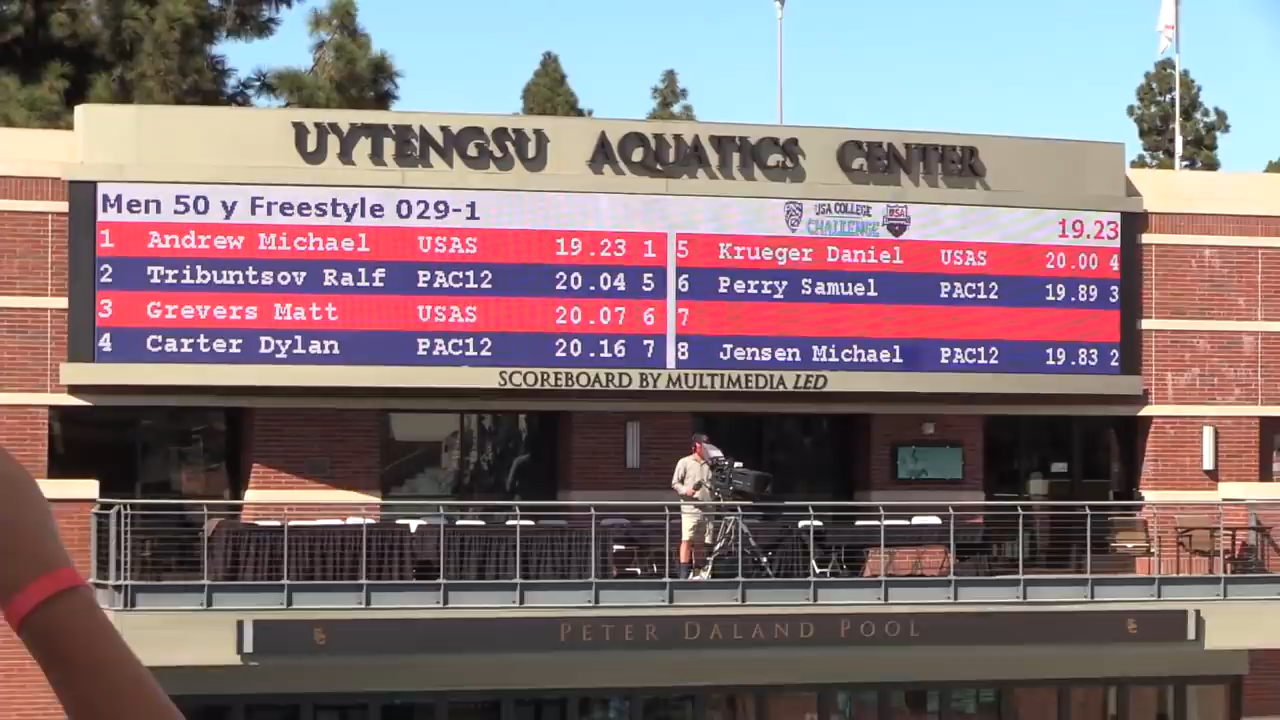 UYTENGSU AQUATICS CENTER
Men 50 y Freestyle 029-1
USA COLLEGE
CHALLENGE
USA
19.23
1 Andrew Michael USAS 19.23 1
2 Tribuntsov Ralf PAC12 20.04 5
3 Grevers Matt USAS 20.07 6
4 Carter Dylan PAC12 20.16 7
5 Krueger Daniel USAS 20.00 4
6 Perry Samuel PAC12 19.89 3
7
8 Jensen Michael PAC12 19.83 2
SCOREBOARD BY MULTIMEDIA LED
PETER DALAND POOL